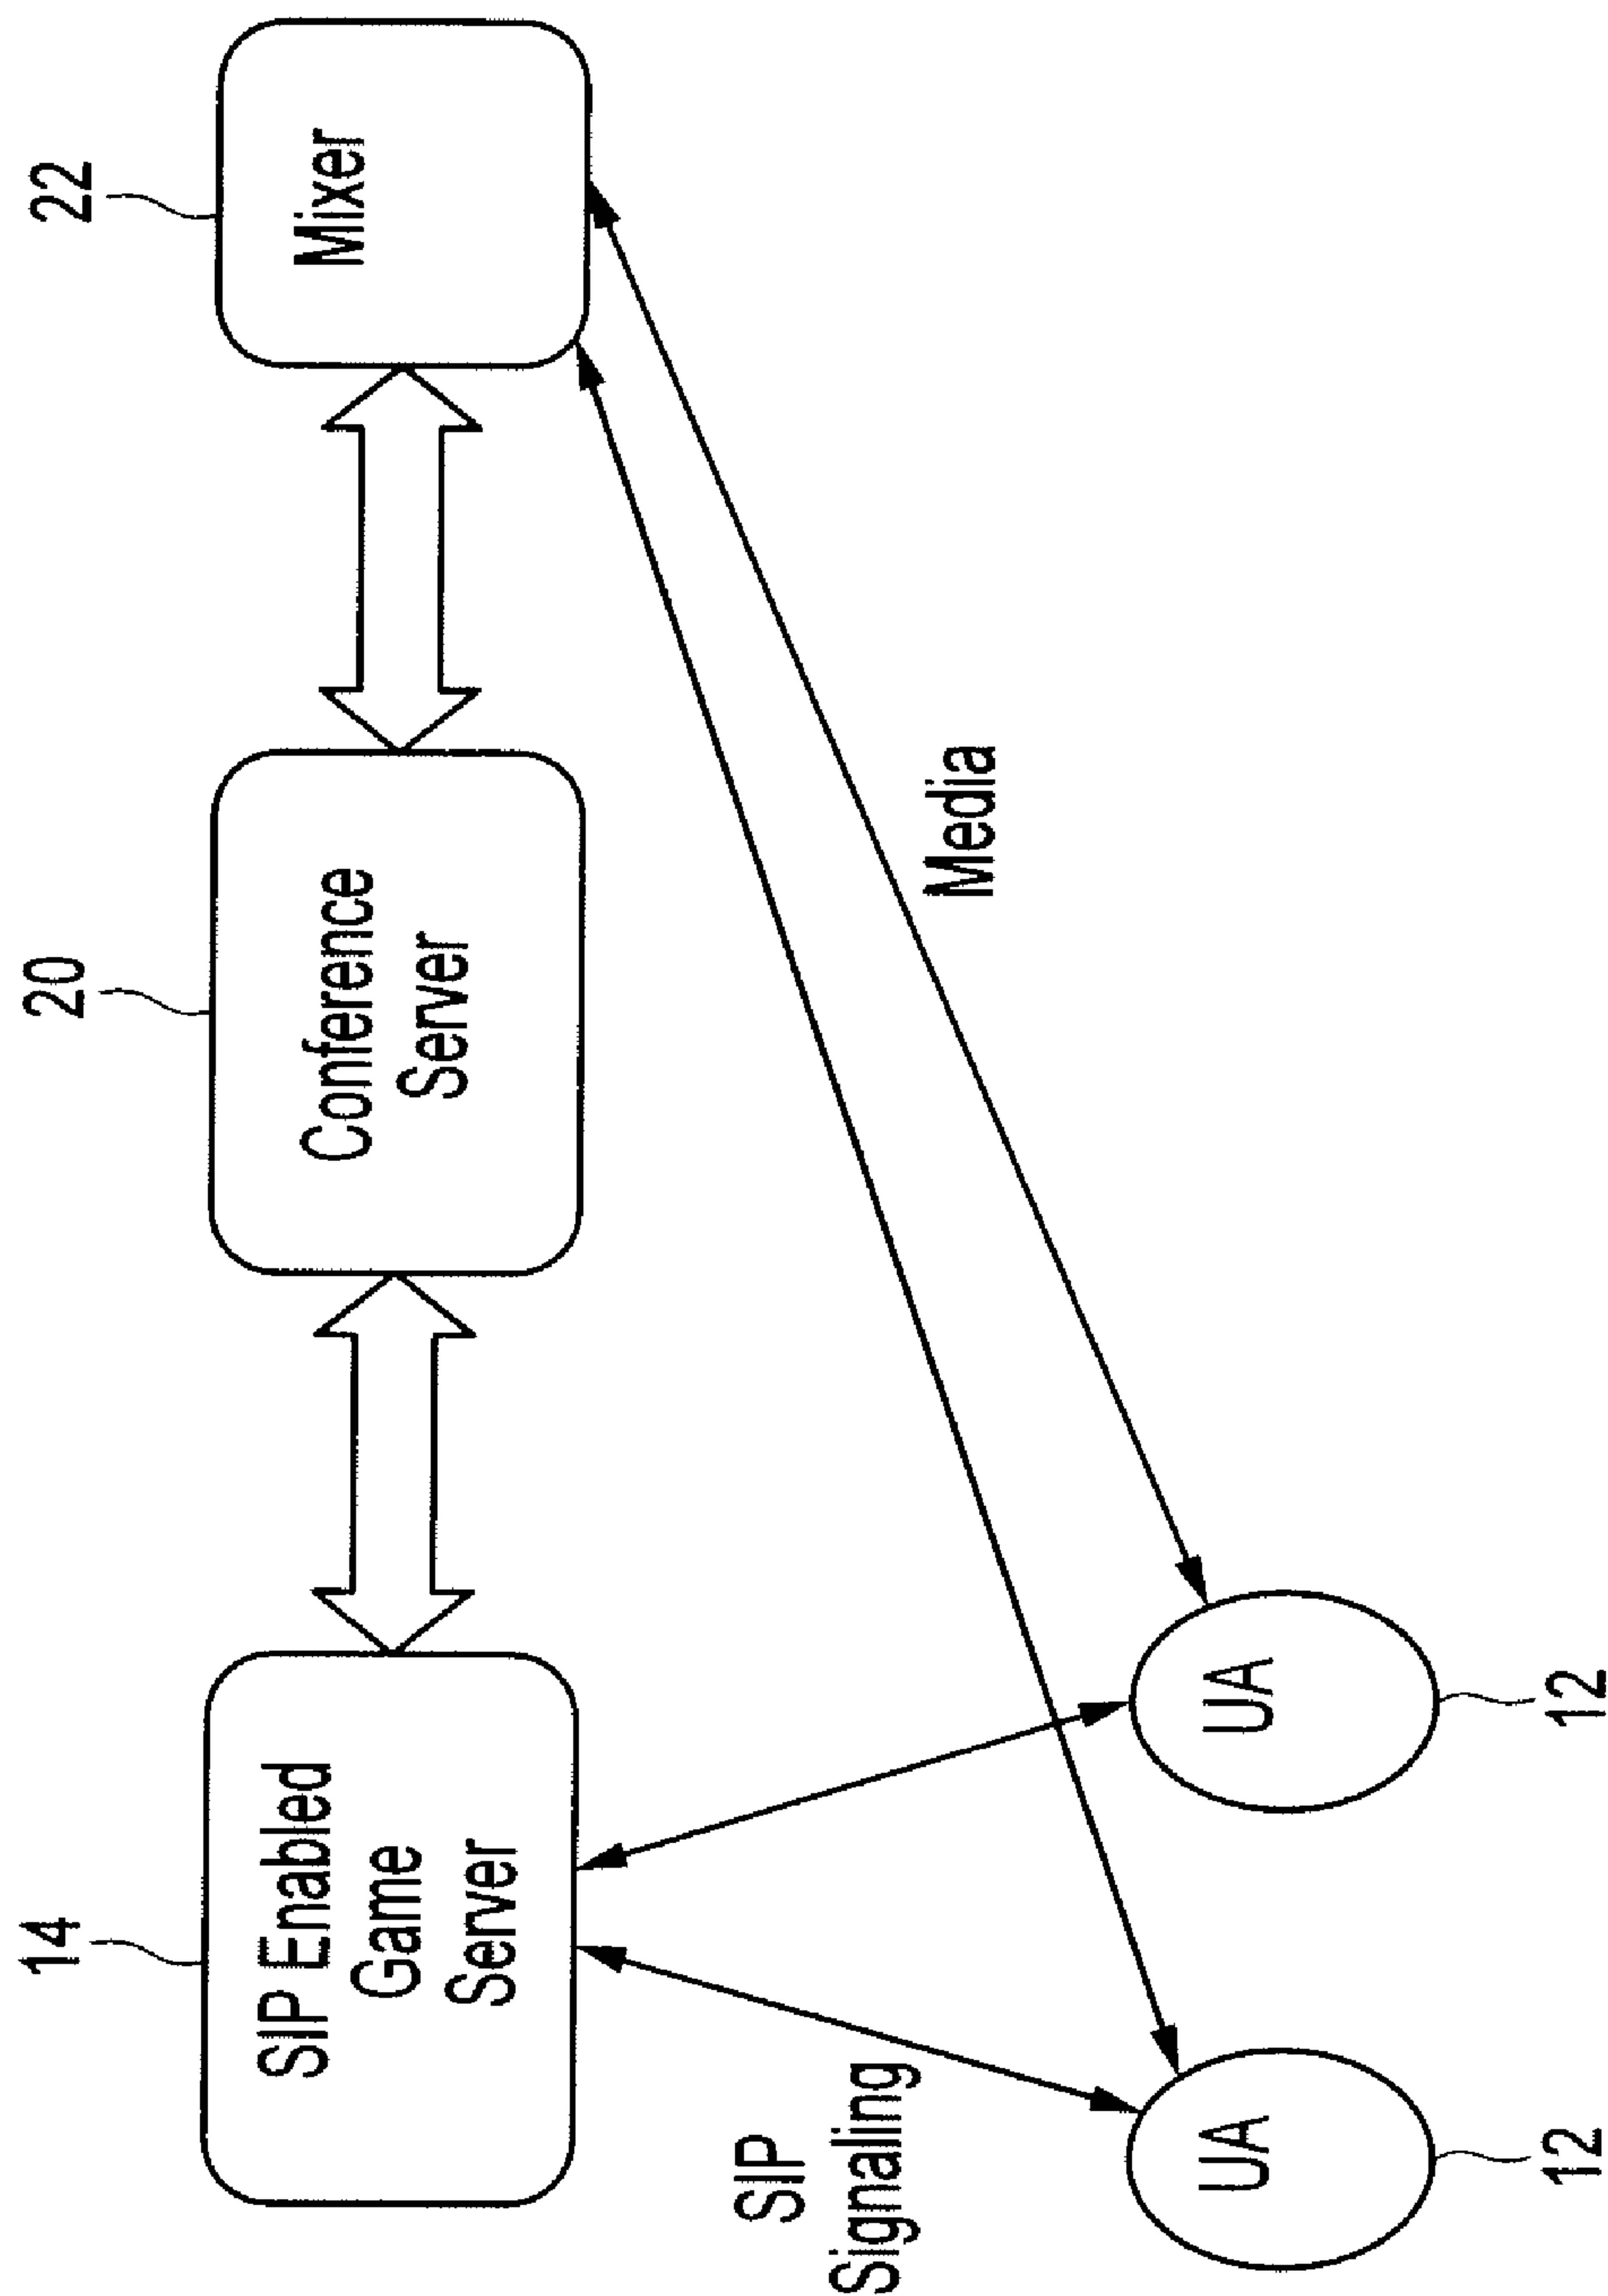 14
20
22
SIP Enabled
Game
Server
Conference
Server
Mixer
SIP
Signaling
Media
UA
UA
12
12